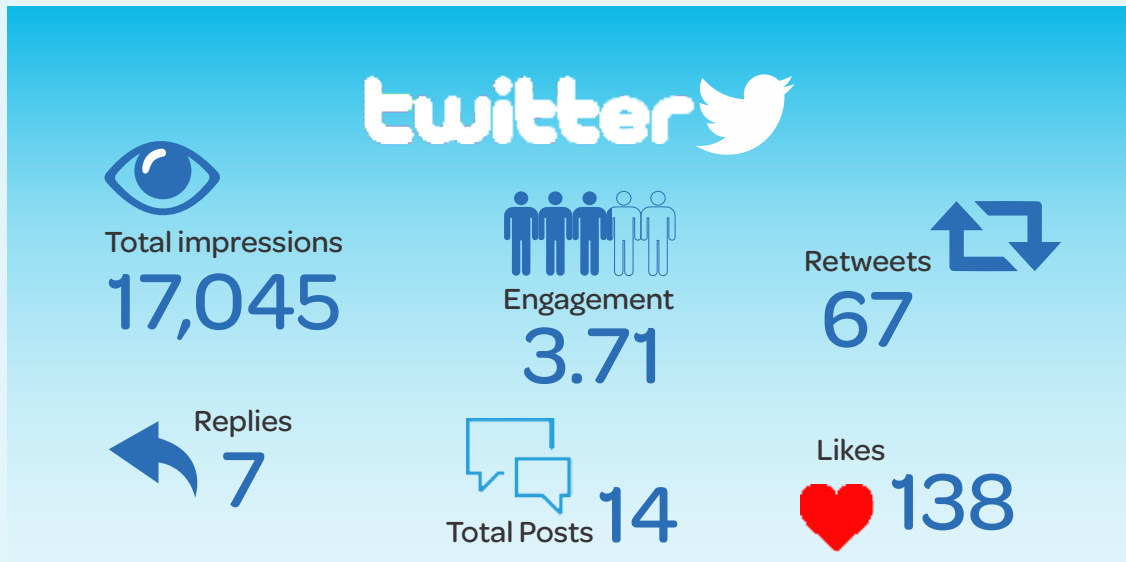 twitter
Total impressions
17,045
Engagement
3.71
Retweets
67
Replies
7
Total Posts 14
Likes
138